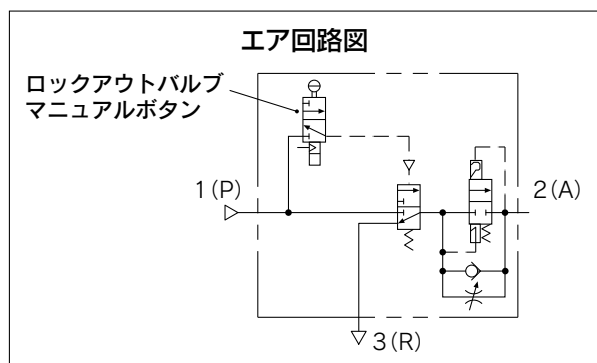 エア回路図
ロックアウトバルブ
マニュアルボタン
1(P)
2(A)
3(R)